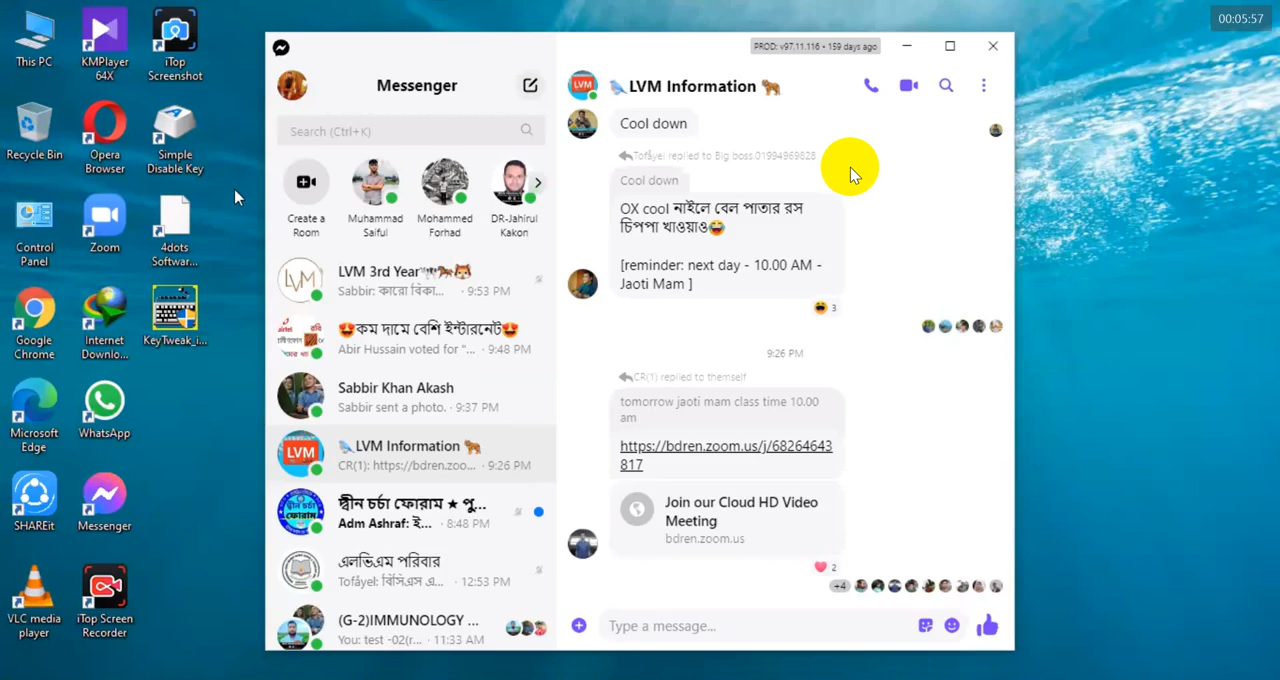 00:05:57
This PC
KMPlayer
64X
iTop
Screenshot
Recycle Bin
Opera
Browser
Simple
Disable Key
Control
Panel
Zoom
4dots
Softwar...
Google
Chrome
Internet
Downlo...
KeyTweak_i...
Microsoft
Edge
WhatsApp
SHAREit
Messenger
VLC media
player
iTop Screen
Recorder
PROD: v97.11.116 • 159 days ago
Messenger
Search (Ctrl+K)
Create a
Room
Muhammad
Saiful
Mohammed
Forhad
DR-Jahirul
Kakon
LVM 3rd Year
Sabbir: কারো বিকা... · 9:53 PM
😍কম দামে বেশি ইন্টারনেট😍
Abir Hussain voted for "... · 9:48 PM
Sabbir Khan Akash
Sabbir sent a photo. · 9:37 PM
LVM
🐦LVM Information 🐅
CR(1): https://bdren.zoo... · 9:26 PM
দ্বীন চর্চা ফোরাম ★ পু...
Adm Ashraf: ই... · 8:48 PM
এলভিএম পরিবার
Tofåyel: বিসিএস এ... · 12:53 PM
(G-2)IMMUNOLOGY ...
You: test -02(r... · 11:33 AM
LVM
🐦LVM Information 🐅
Cool down
Tofåyel replied to Big boss.01994969828
Cool down
OX cool নাইলে বেল পাতার রস
চিপপা খাওয়াও😂
[reminder: next day - 10.00 AM -
Jaoti Mam ]
3
9:26 PM
CR(1) replied to themself
tomorrow jaoti mam class time 10.00
am
https://bdren.zoom.us/j/68264643
817
Join our Cloud HD Video
Meeting
bdren.zoom.us
2
+4
Type a message...